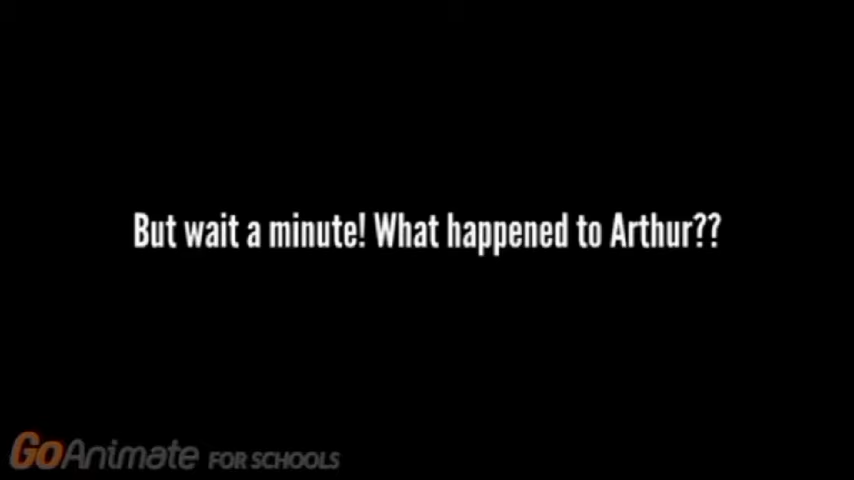 But wait a minute! What happened to Arthur??
GoAnimate FOR SCHOOLS